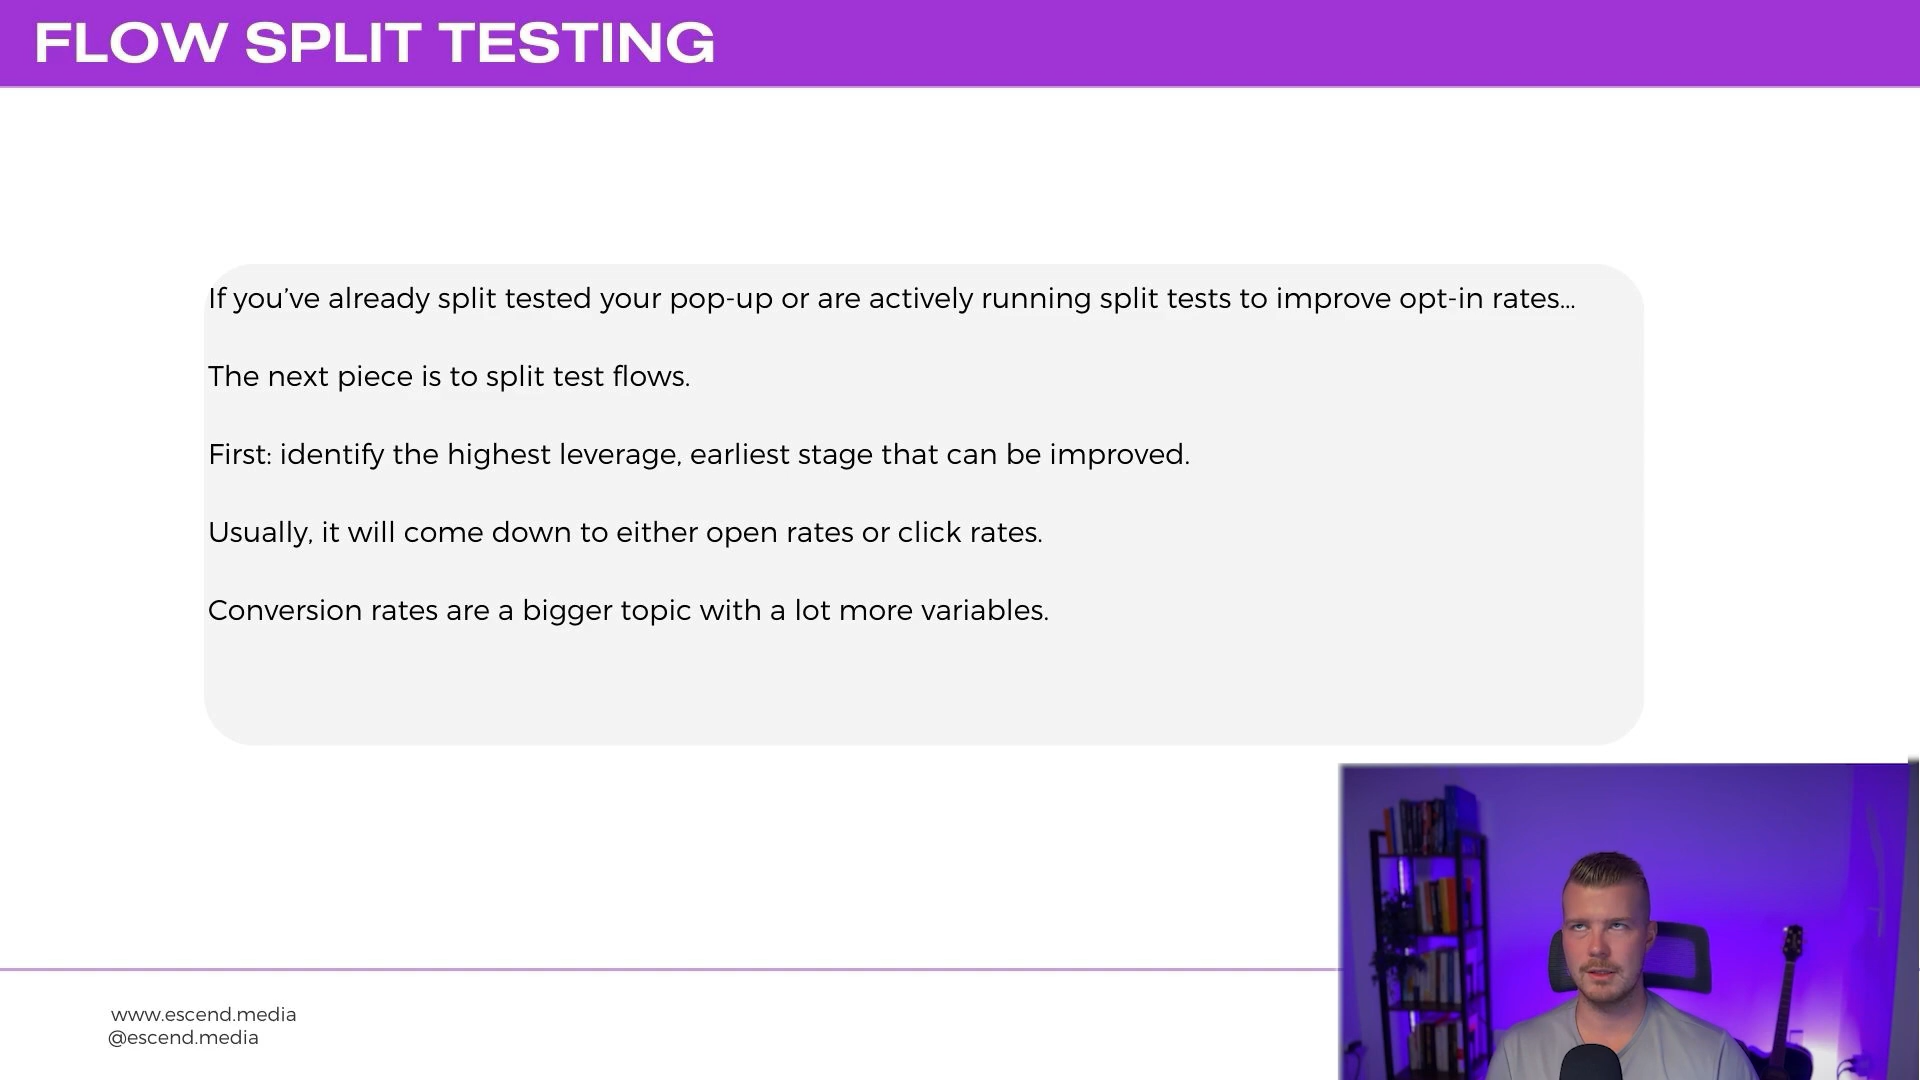 FLOW SPLIT TESTING
If you’ve already split tested your pop-up or are actively running split tests to improve opt-in rates...
The next piece is to split test flows.
First: identify the highest leverage, earliest stage that can be improved.
Usually, it will come down to either open rates or click rates.
Conversion rates are a bigger topic with a lot more variables.
www.escend.media
@escend.media